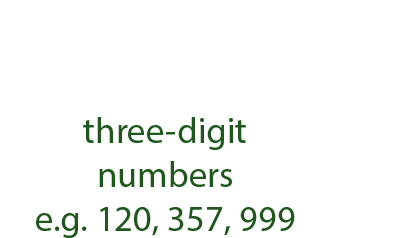 three-digit
numbers
e.g. 120, 357, 999